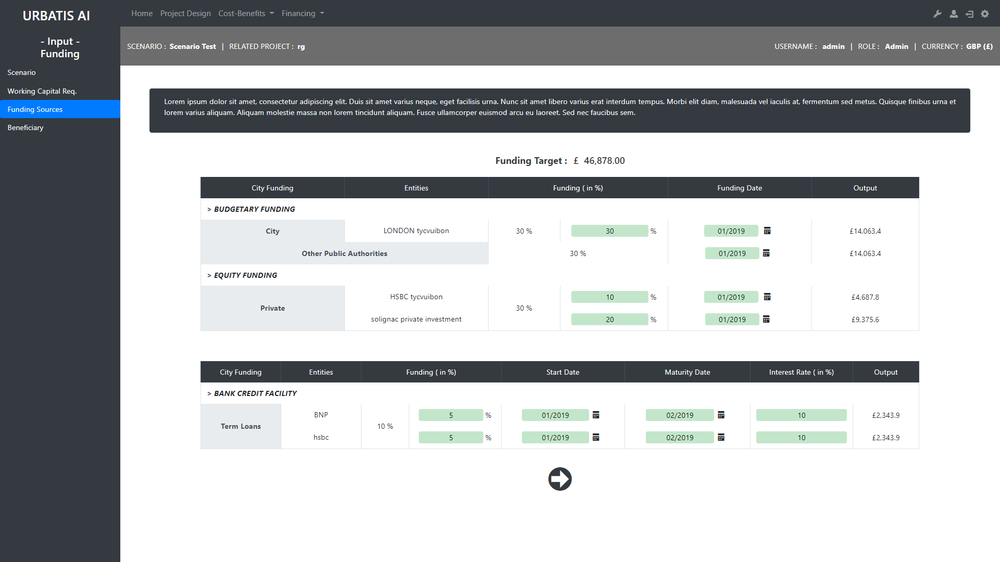 URBATIS AI
Home Project Design Cost-Benefits Financing
- Input -
Funding
Scenario
Working Capital Req.
Funding Sources
Beneficiary
SCENARIO : Scenario Test | RELATED PROJECT : rg
USERNAME : admin | ROLE : Admin | CURRENCY : GBP (£)
Lorem ipsum dolor sit amet, consectetur adipiscing elit. Duis sit amet varius neque, eget facilisis urna. Nunc sit amet libero varius erat interdum tempus. Morbi elit diam, malesuada vel iaculis at, fermentum sed metus. Quisque finibus urna et
lorem varius aliquam. Aliquam molestie massa non lorem tincidunt aliquam. Fusce ullamcorper euismod arcu eu laoreet. Sed nec faucibus sem.
Funding Target : £ 46,878.00
City Funding Entities Funding ( in %) Funding Date Output
> BUDGETARY FUNDING
City LONDON tycvuibon 30 % 30 % 01/2019 £14,063.4
Other Public Authorities 30 % 01/2019 £14,063.4
> EQUITY FUNDING
HSBC tycvuibon 10 % 01/2019 £4,687.8
Private 30 %
solignac private investment 20 % 01/2019 £9,375.6
City Funding Entities Funding ( in %) Start Date Maturity Date Interest Rate ( in %) Output
> BANK CREDIT FACILITY
BNP 5 % 01/2019 02/2019 10 £2,343.9
Term Loans 10 %
hsbc 5 % 01/2019 02/2019 10 £2,343.9